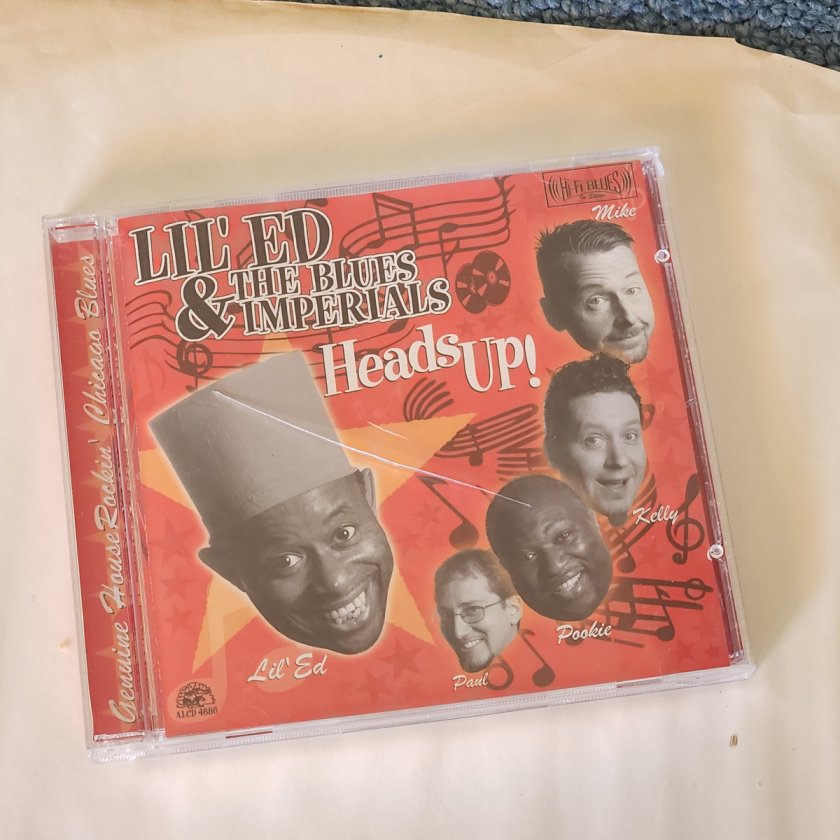 Genuine HouseRockin' Chicago Blues
LIL' ED
& THE BLUES
IMPERIALS
Heads UP!
HI-FI BLUES
Mike
Kelly
Pookie
Paul
Lil' Ed
ALCD 4886